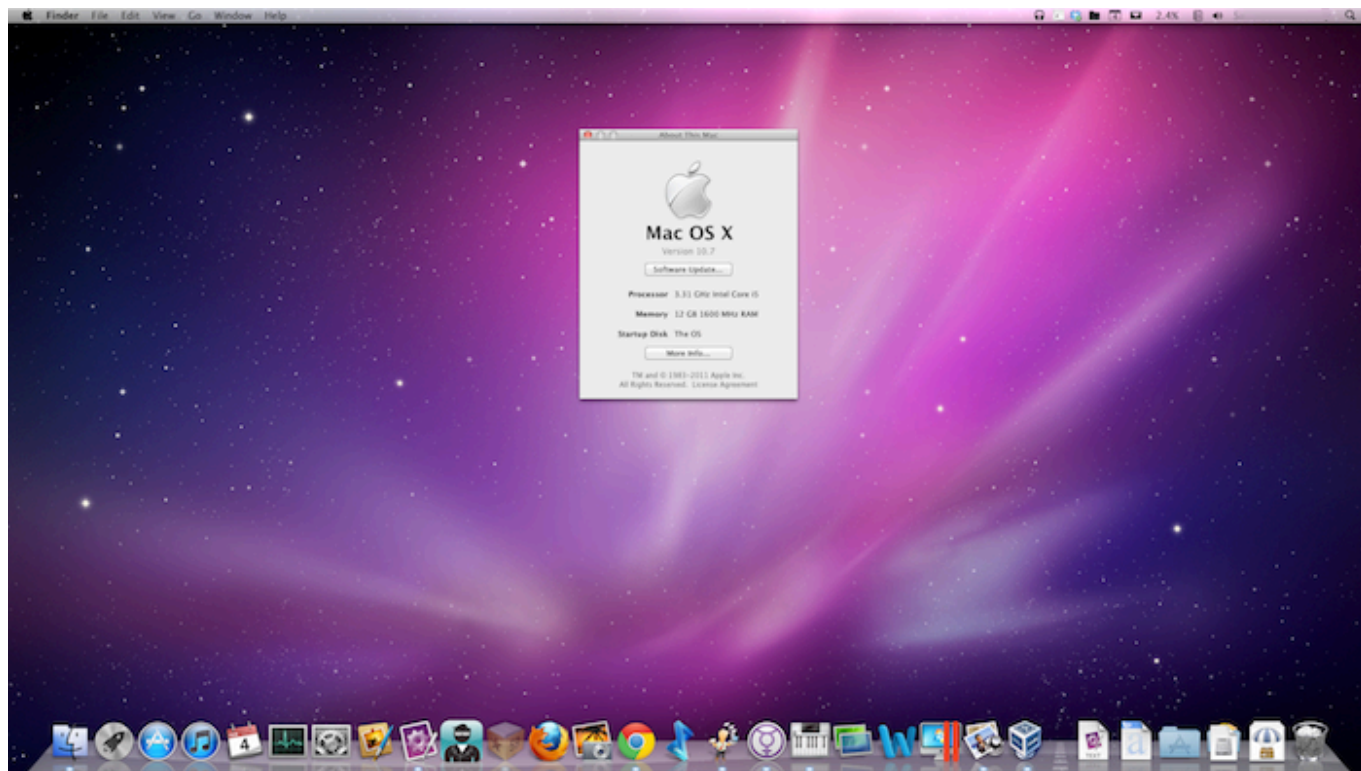 Finder File Edit View Go Window Help
2.4%
About This Mac
Mac OS X
Version 10.7
Software Update...
Processor 3.31 GHz Intel Core i5
Memory 12 GB 1600 MHz RAM
Startup Disk The OS
More Info...
TM and © 1983-2011 Apple Inc.
All Rights Reserved. License Agreement
4
TEXT